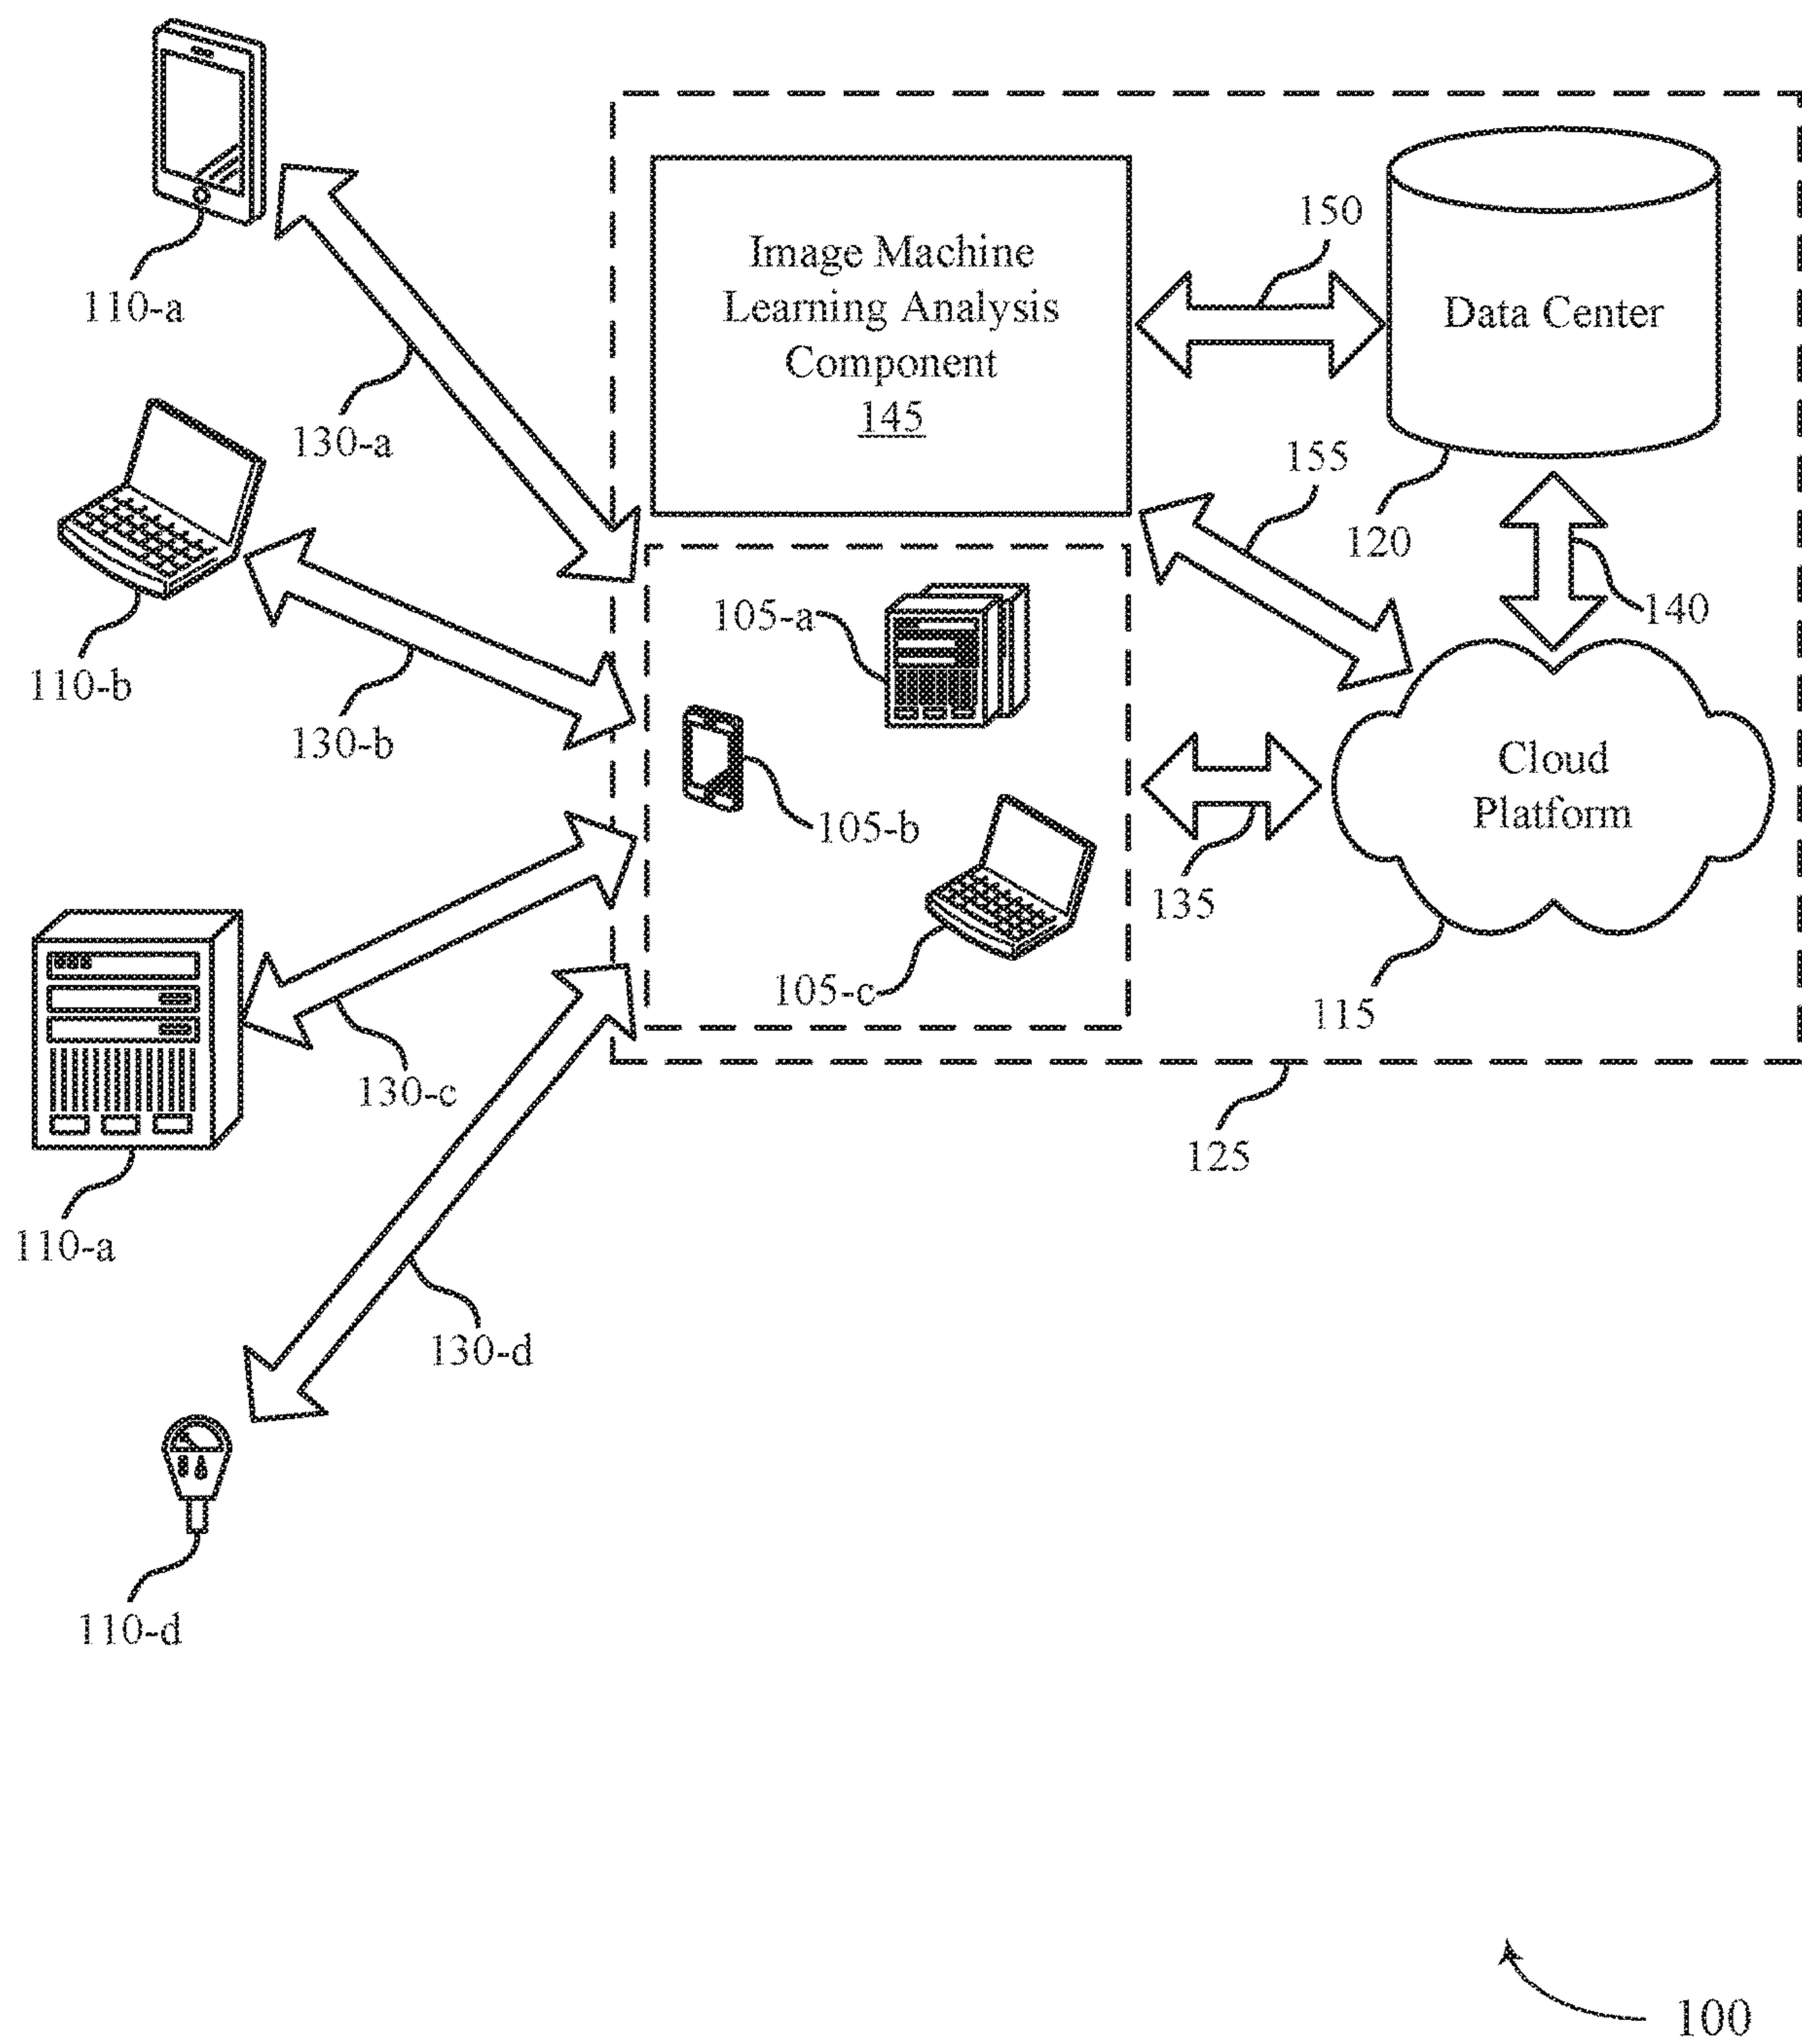 110-a
130-a
110-b
130-b
110-a
130-c
130-d
110-d
Image Machine
Learning Analysis
Component
145
150
Data Center
155
120
140
105-a
105-b
105-c
Cloud
Platform
135
115
125
100